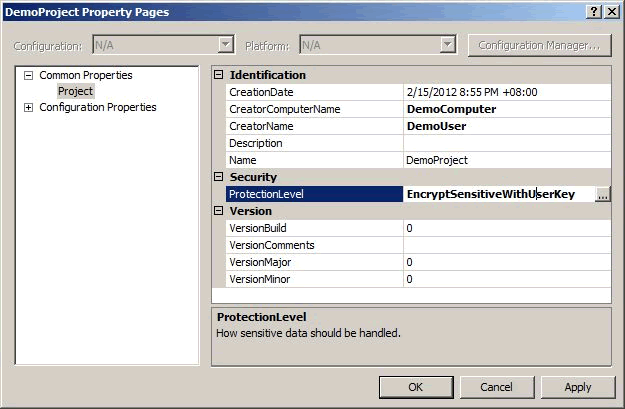 DemoProject Property Pages
Configuration: N/A Platform: N/A Configuration Manager...
Common Properties
Project
Configuration Properties
Identification
CreationDate 2/15/2012 8:55 PM +08:00
CreatorComputerName DemoComputer
CreatorName DemoUser
Description
Name DemoProject
Security
ProtectionLevel EncryptSensitiveWithUserKey ...
Version
VersionBuild 0
VersionComments
VersionMajor 0
VersionMinor 0
ProtectionLevel
How sensitive data should be handled.
OK Cancel Apply